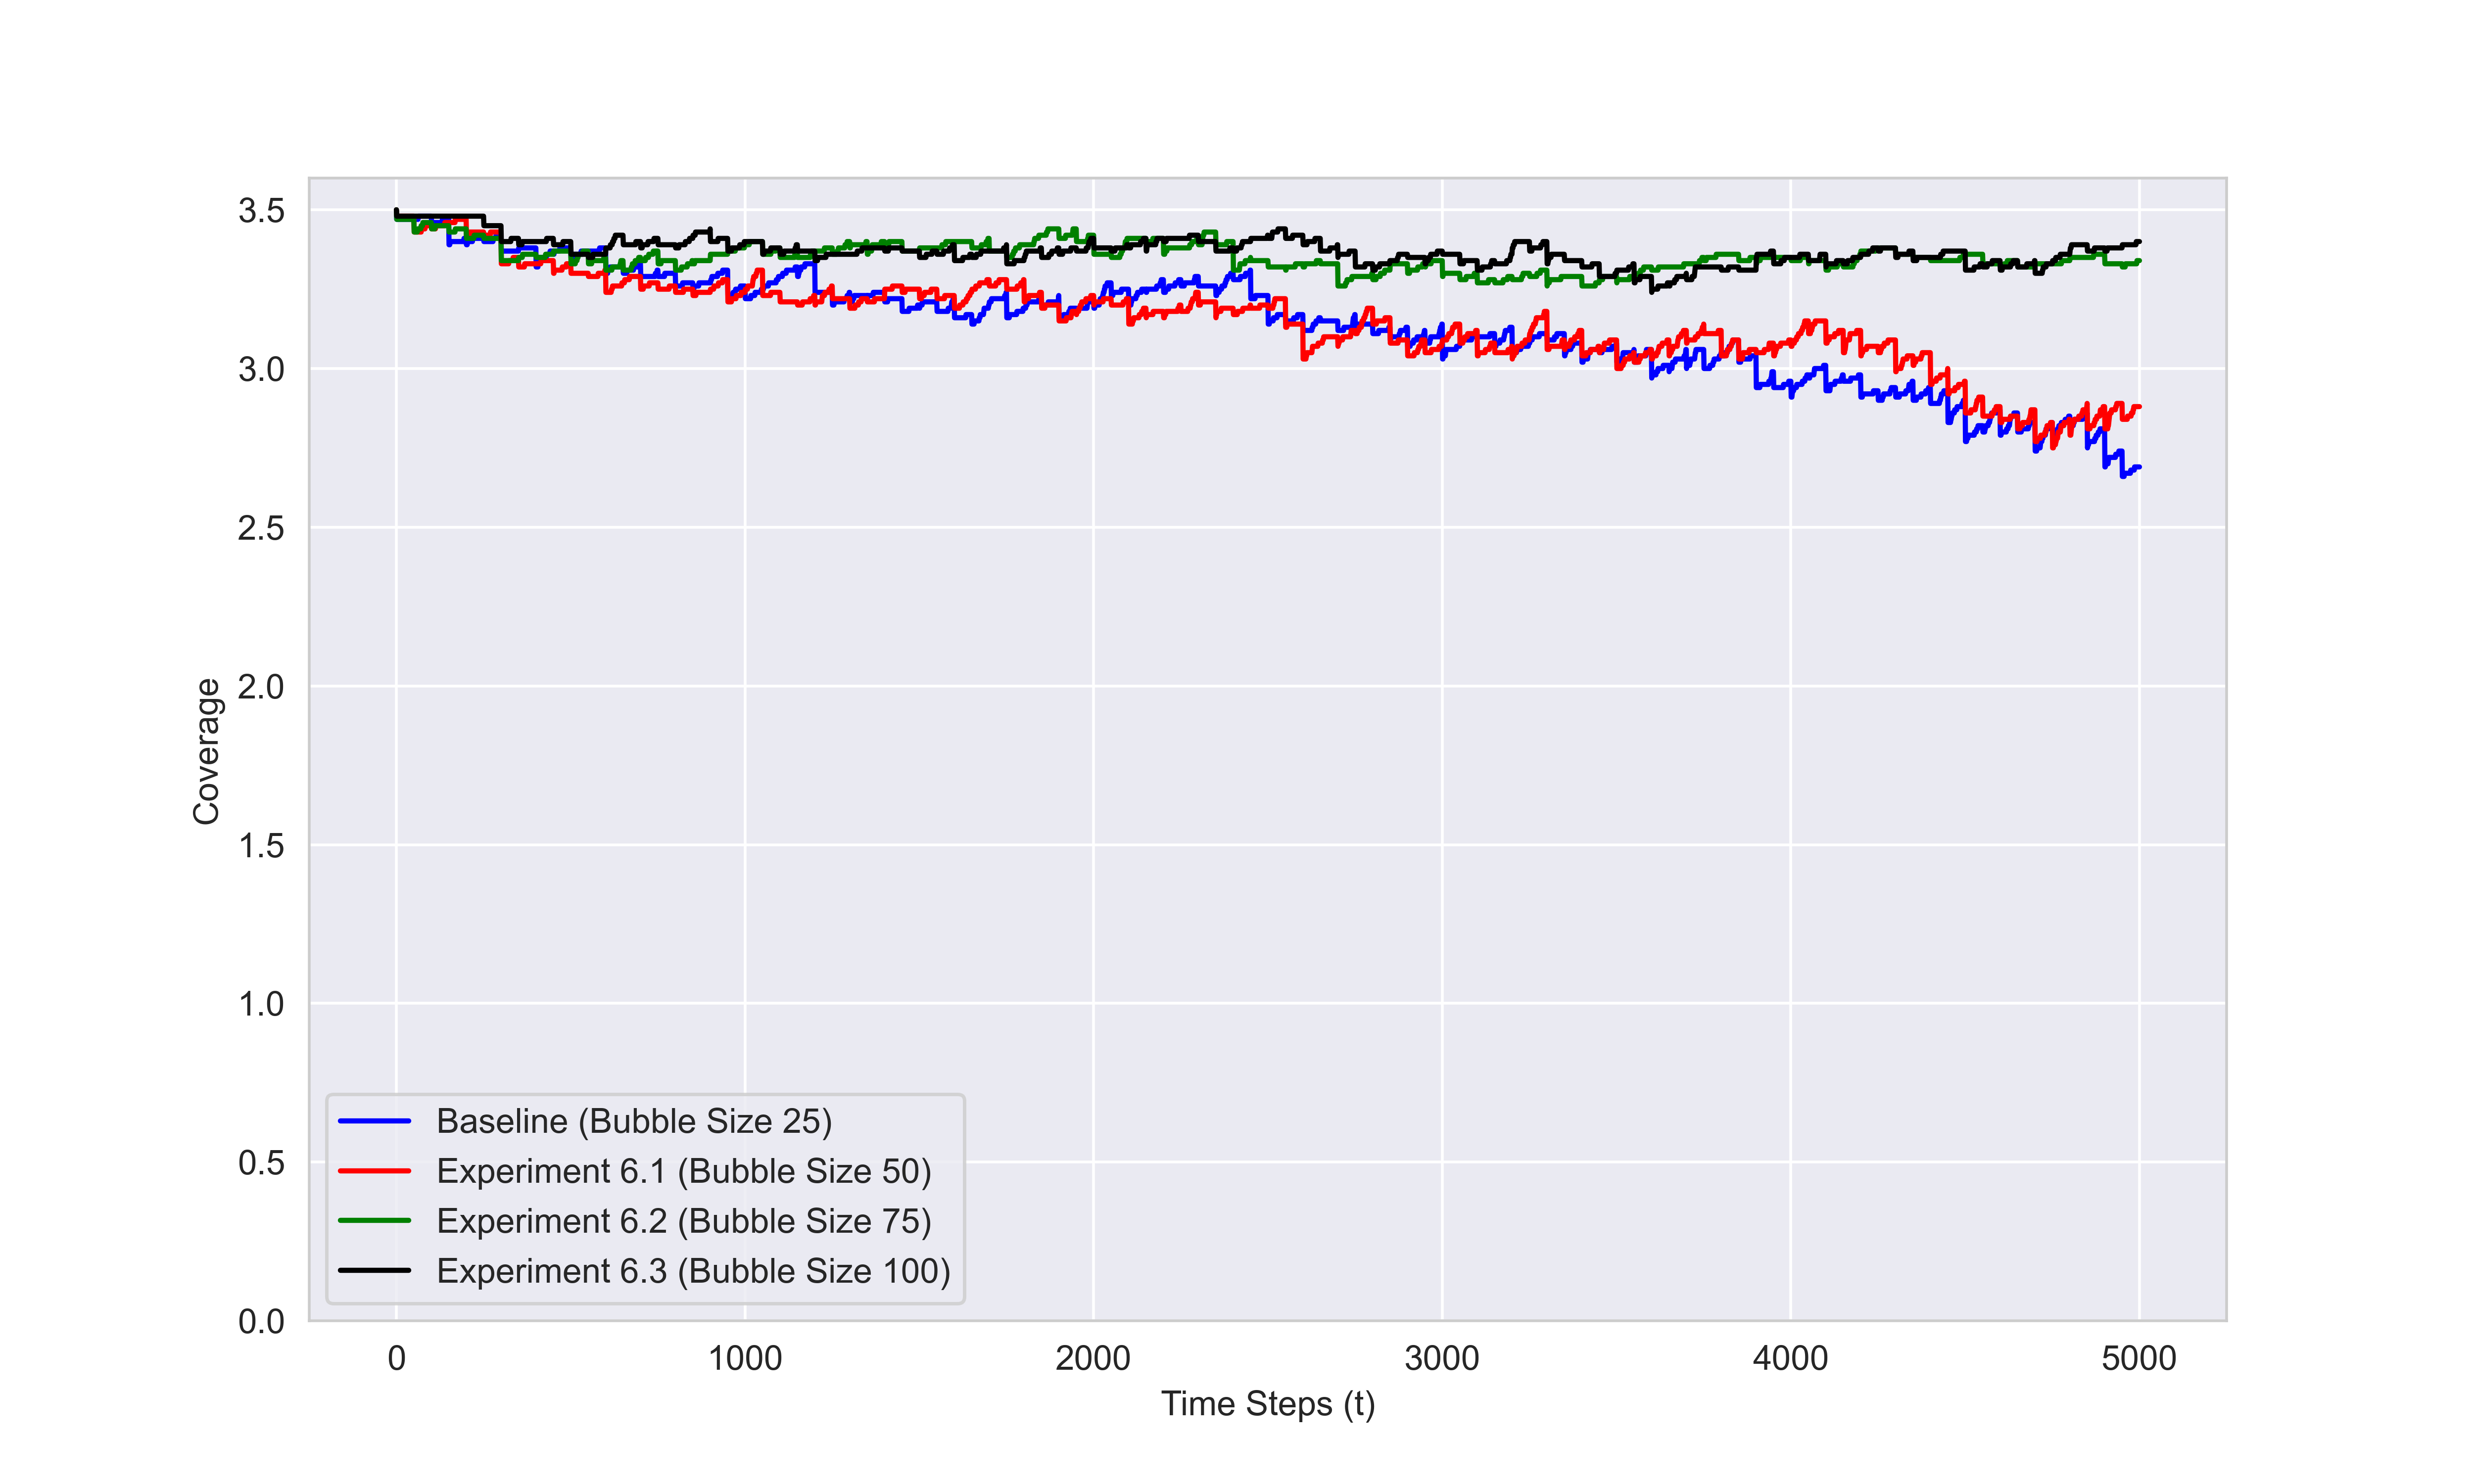 3.5
3.0
2.5
2.0
1.5
1.0
0.5
0.0
Coverage
Baseline (Bubble Size 25)
Experiment 6.1 (Bubble Size 50)
Experiment 6.2 (Bubble Size 75)
Experiment 6.3 (Bubble Size 100)
0 1000 2000 3000 4000 5000
Time Steps (t)